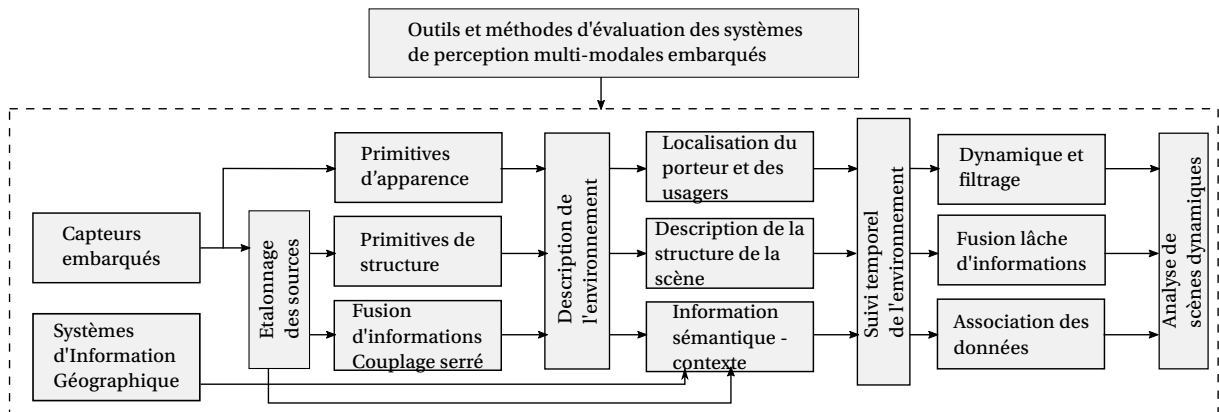 Outils et méthodes d'évaluation des systèmes
de perception multi-modales embarqués
Capteurs
embarqués
Systèmes
d'Information
Géographique
Etalonnage
des sources
Primitives
d’apparence
Primitives de
structure
Fusion
d'informations
Couplage serré
Description de
l'environnement
Localisation du
porteur et des
usagers
Description de la
structure de la
scène
Information
sémantique -
contexte
Suivi temporel
de l'environnement
Dynamique et
filtrage
Fusion lâche
d'informations
Association des
données
Analyse de
scènes dynamiques